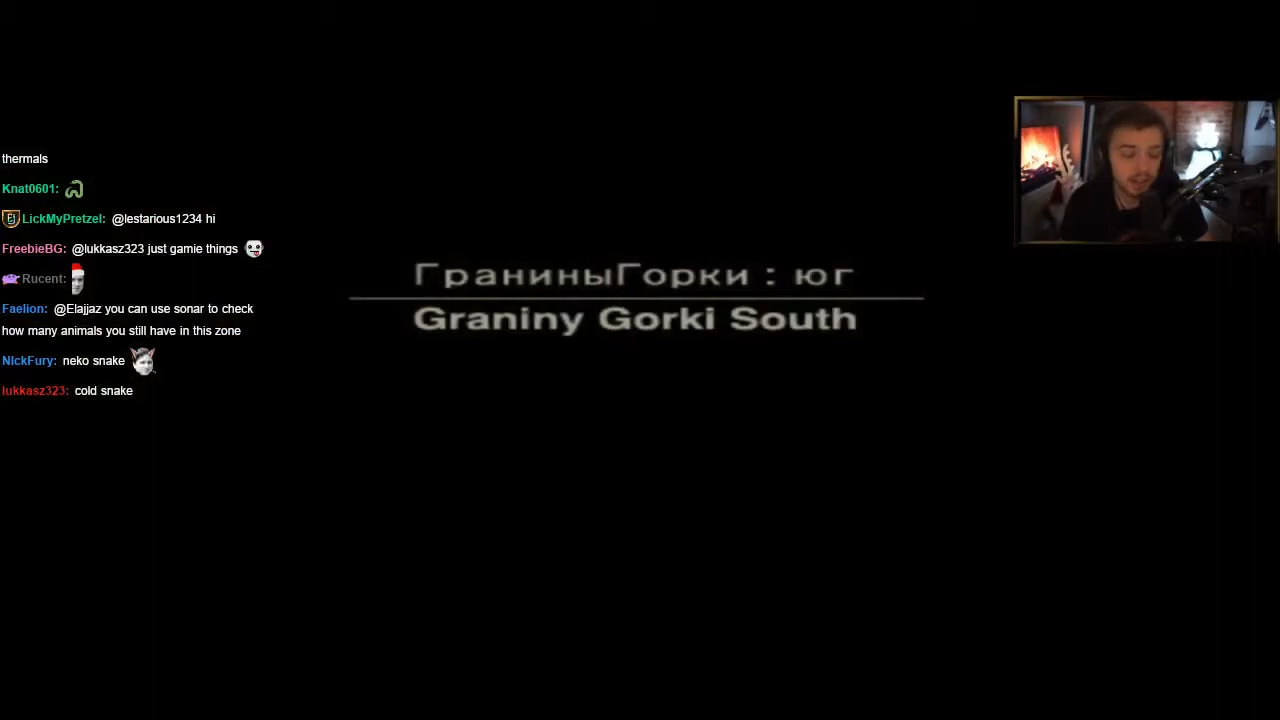 thermals
Knat0601:
LickMyPretzel: @lestarious1234 hi
FreebieBG: @lukkasz323 just gamie things
Rucent:
Faelion: @Elajjaz you can use sonar to check
how many animals you still have in this zone
NIckFury: neko snake
lukkasz323: cold snake
ГраниныГорки : юг
Graniny Gorki South